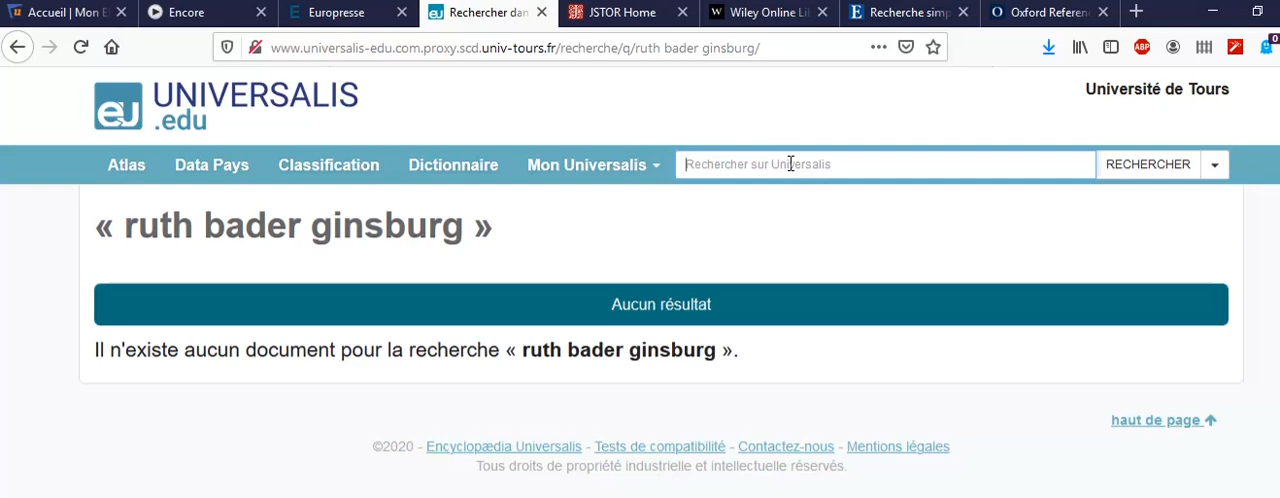 Accueil | Mon E
Encore
Europresse
Rechercher dan
JSTOR Home
Wiley Online Li
Recherche simp
Oxford Referen
www.universalis-edu.com.proxy.scd.univ-tours.fr/recherche/q/ruth bader ginsburg/
ABP
0
eu UNIVERSALIS
.edu
Université de Tours
Atlas Data Pays Classification Dictionnaire Mon Universalis Rechercher sur Universalis RECHERCHER
« ruth bader ginsburg »
Aucun résultat
Il n'existe aucun document pour la recherche « ruth bader ginsburg ».
haut de page
©2020 - Encyclopædia Universalis - Tests de compatibilité - Contactez-nous - Mentions légales
Tous droits de propriété industrielle et intellectuelle réservés.